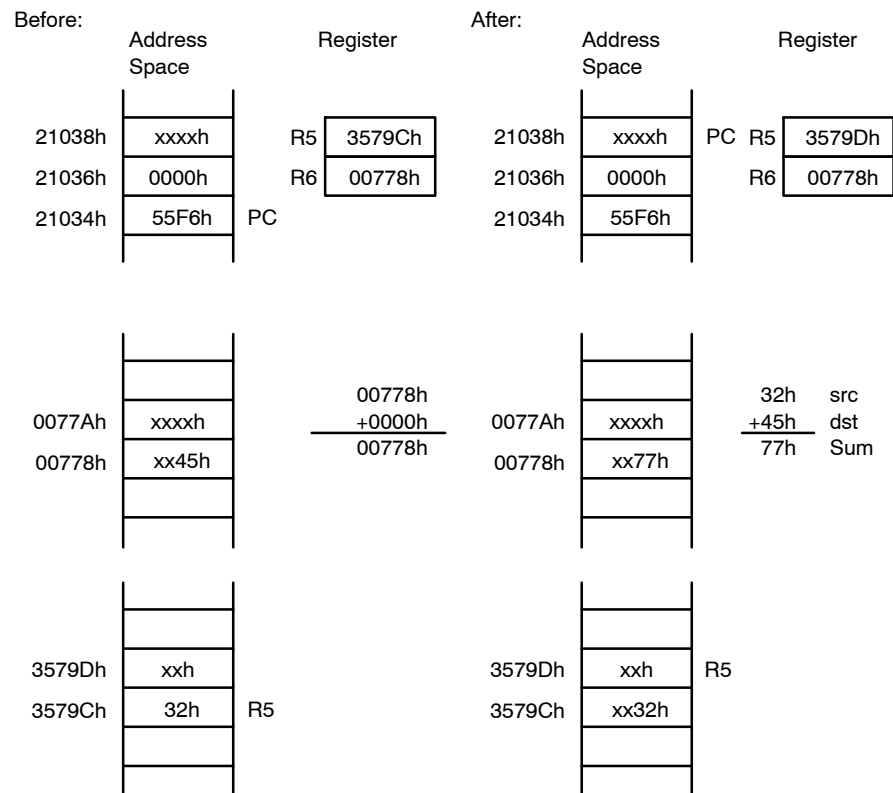 Before:
Address Space
Register
21038h xxxxh R5 3579Ch
21036h 0000h R6 00778h
21034h 55F6h PC
0077Ah xxxxh
00778h xx45h
00778h
+0000h
00778h
3579Dh xxh
3579Ch 32h R5
After:
Address Space
Register
21038h xxxxh PC R5 3579Dh
21036h 0000h R6 00778h
21034h 55F6h
0077Ah xxxxh
00778h xx77h
32h src
+45h dst
77h Sum
3579Dh xxh R5
3579Ch xx32h